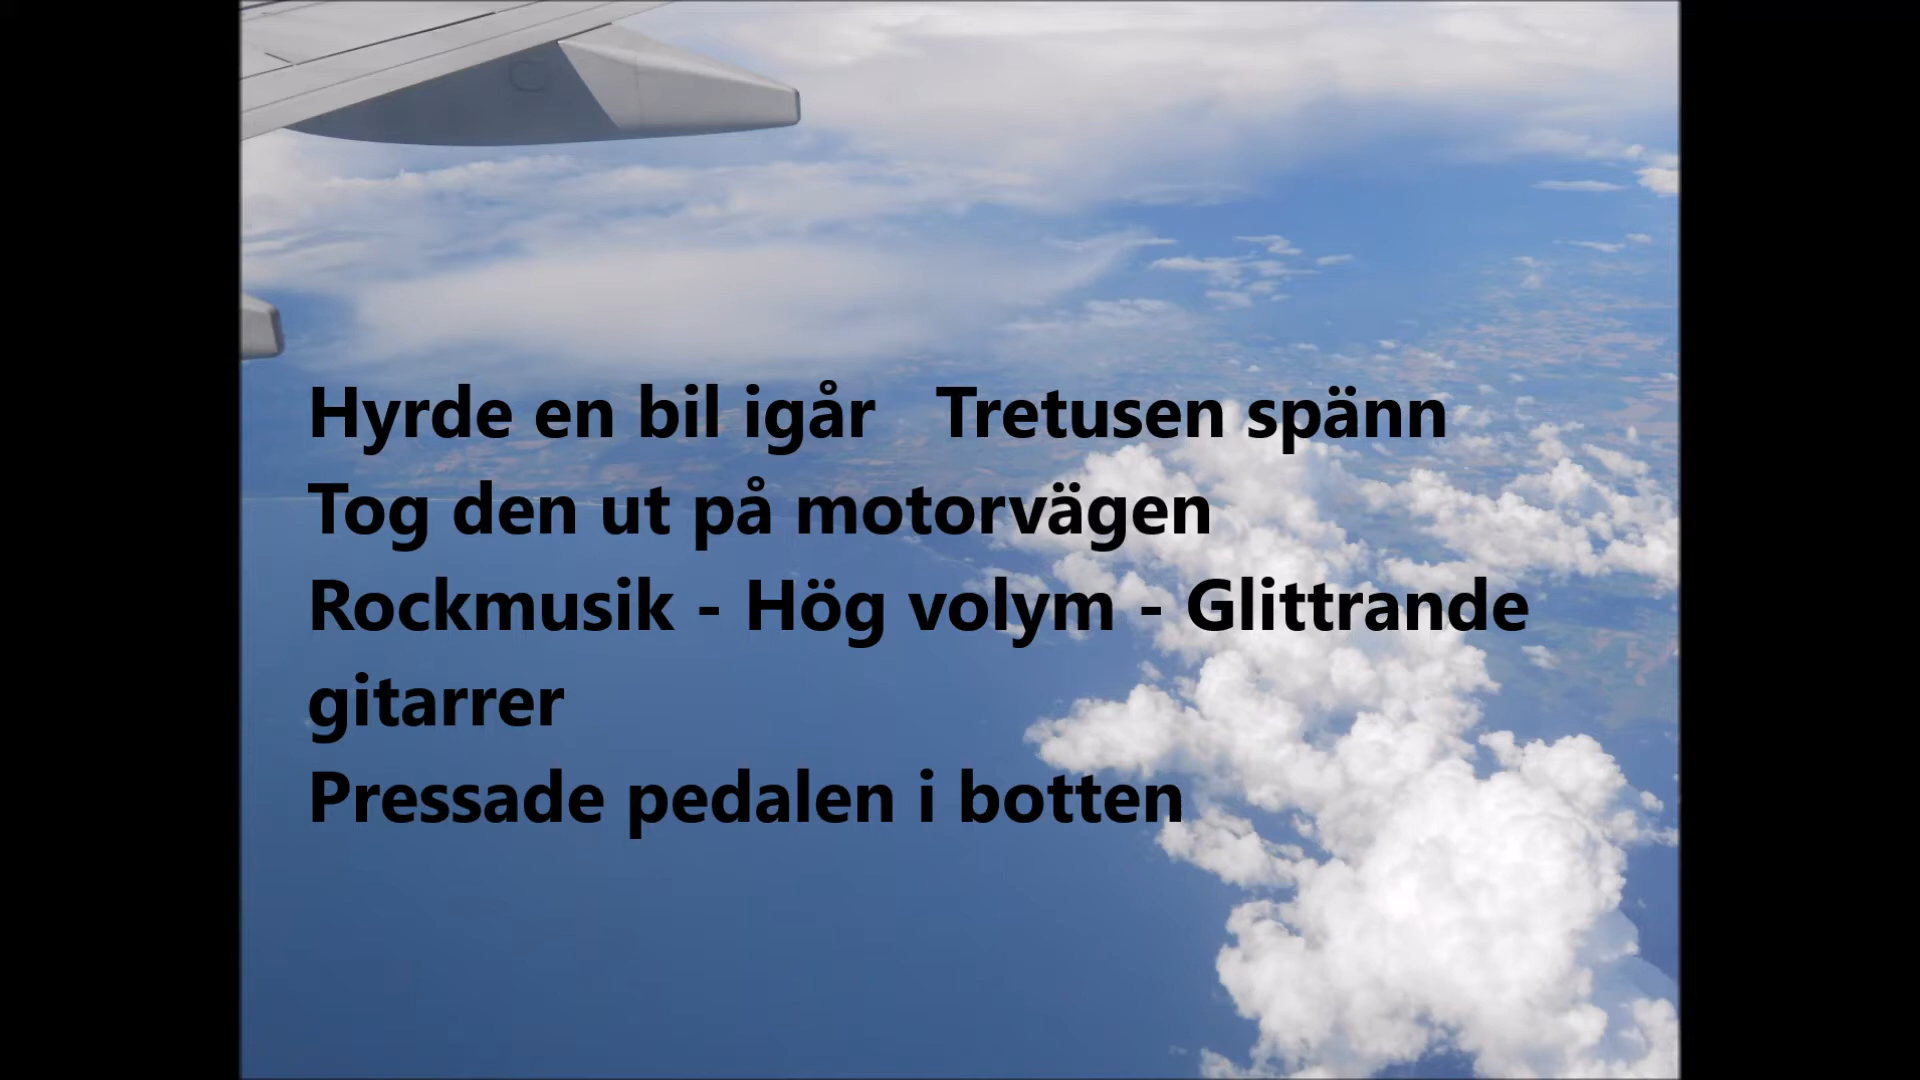 Hyrde en bil igår   Tretusen spänn
Tog den ut på motorvägen
Rockmusik - Hög volym - Glittrande
gitarrer
Pressade pedalen i botten